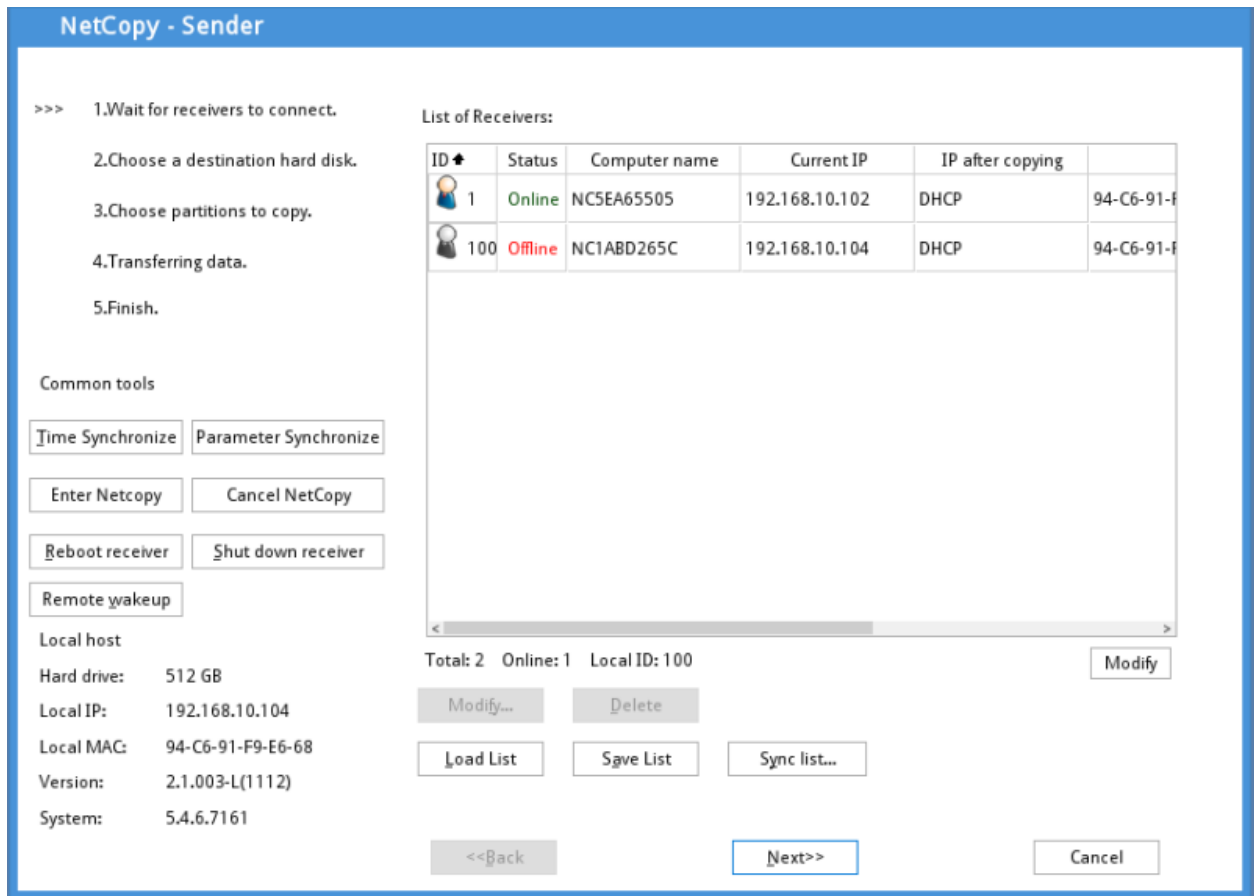 NetCopy - Sender
>>> 1.Wait for receivers to connect.
2.Choose a destination hard disk.
3.Choose partitions to copy.
4.Transferring data.
5.Finish.
Common tools
Time Synchronize Parameter Synchronize
Enter Netcopy Cancel NetCopy
Reboot receiver Shut down receiver
Remote wakeup
Local host
Hard drive: 512 GB
Local IP: 192.168.10.104
Local MAC: 94-C6-91-F9-E6-68
Version: 2.1.003-L(1112)
System: 5.4.6.7161
List of Receivers:
ID Status Computer name Current IP IP after copying
1 Online NC5EA65505 192.168.10.102 DHCP 94-C6-91-F
100 Offline NC1ABD265C 192.168.10.104 DHCP 94-C6-91-F
Total: 2 Online: 1 Local ID: 100
Modify
Modify... Delete
Load List Save List Sync list...
<<Back Next>> Cancel